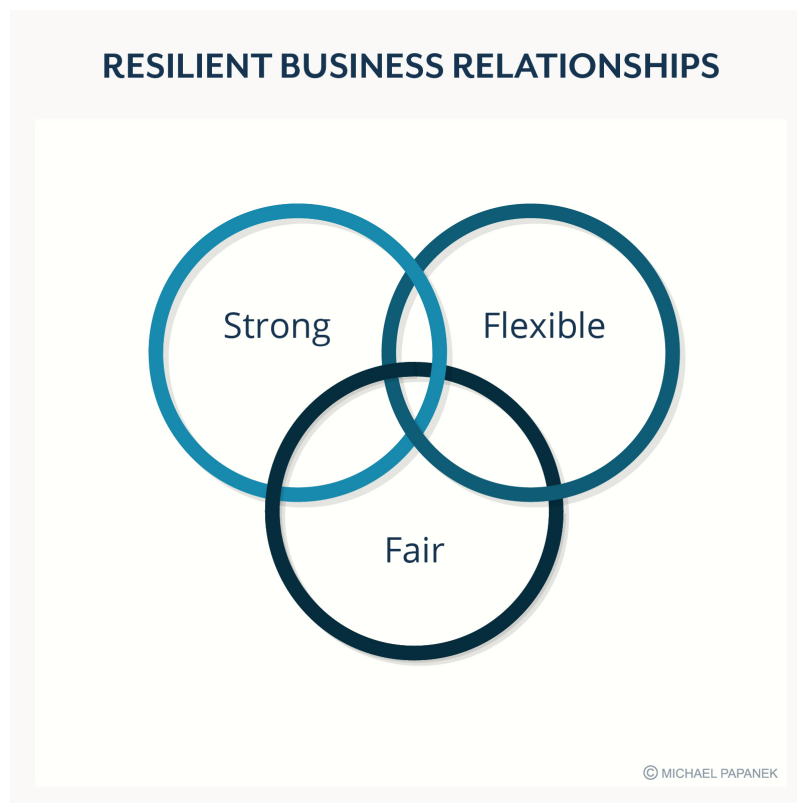 RESILIENT BUSINESS RELATIONSHIPS
Strong
Flexible
Fair
© MICHAEL PAPANEK